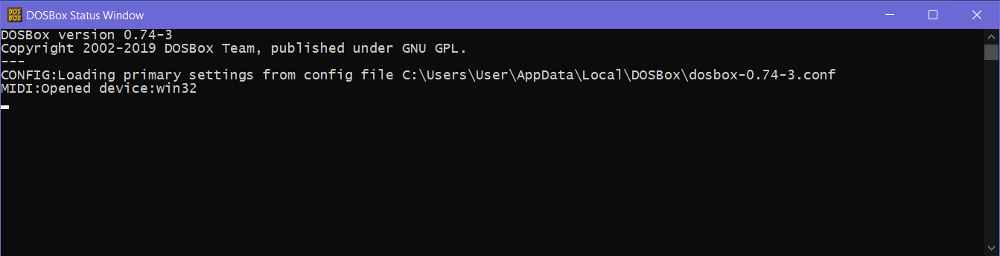 DOS BOX DOSBox Status Window
DOSBox version 0.74-3
Copyright 2002-2019 DOSBox Team, published under GNU GPL.
---
CONFIG:Loading primary settings from config file C:\Users\User\AppData\Local\DOSBox\dosbox-0.74-3.conf
MIDI:Opened device:win32